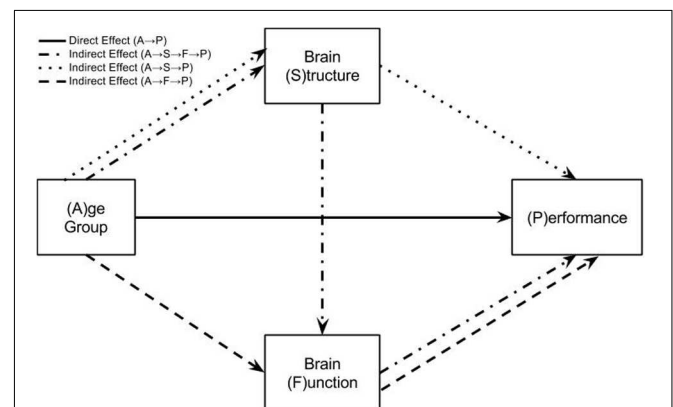 Direct Effect (A→P)
Indirect Effect (A→S→F→P)
Indirect Effect (A→S→P)
Indirect Effect (A→F→P)
Brain
(S)tructure
(A)ge
Group
(P)erformance
Brain
(F)unction